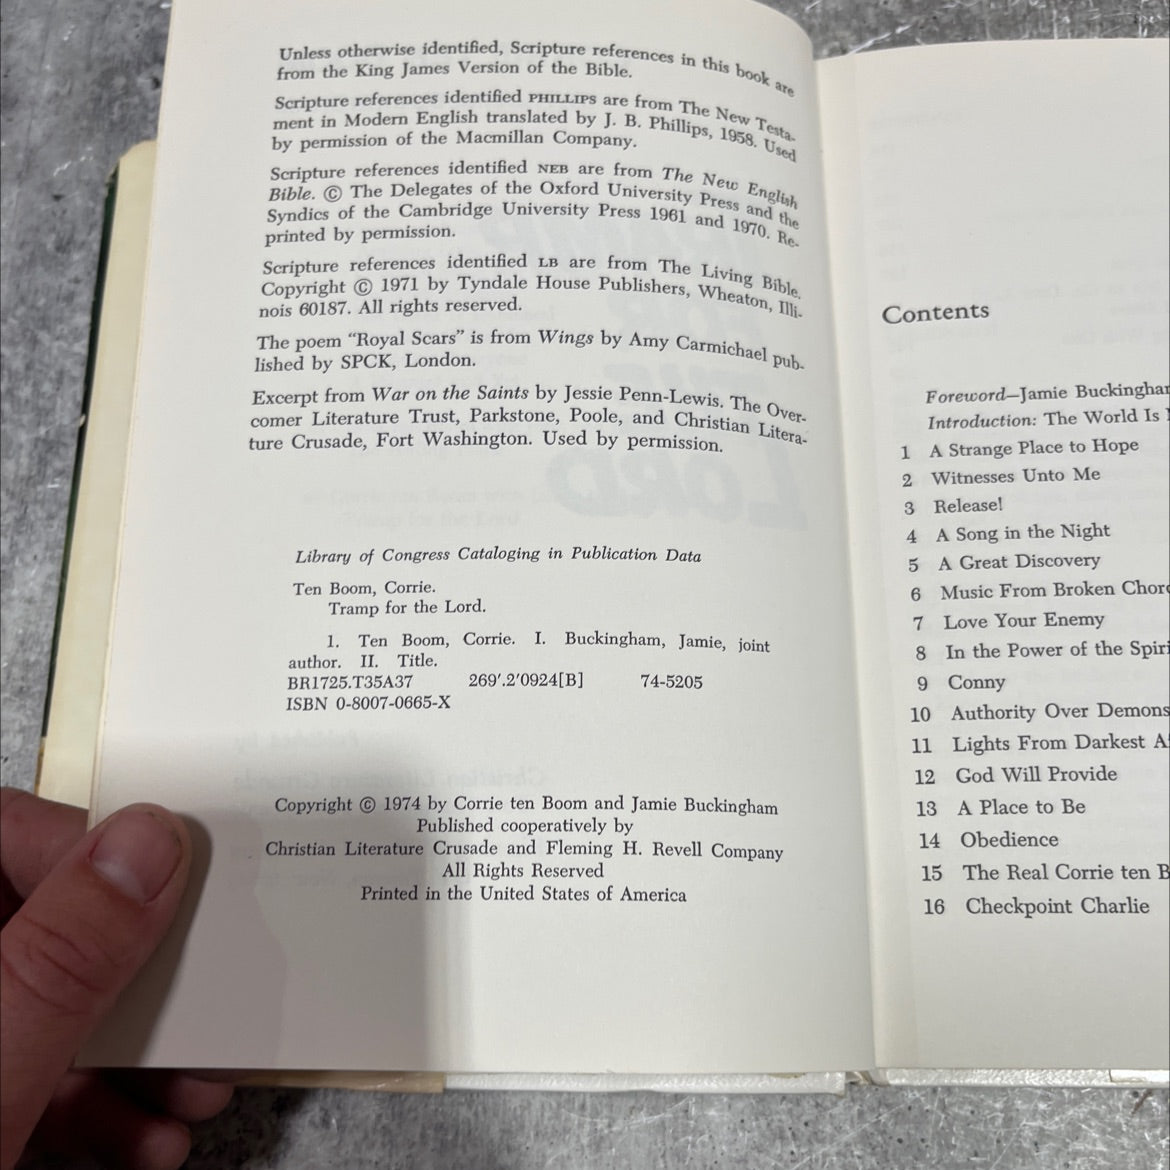 Unless otherwise identified, Scripture references in this book are
from the King James Version of the Bible.
Scripture references identified PHILLIPS are from The New Testa-
ment in Modern English translated by J. B. Phillips, 1958. Used
by permission of the Macmillan Company.
Scripture references identified NEB are from The New English
Bible. © The Delegates of the Oxford University Press and the
Syndics of the Cambridge University Press 1961 and 1970. Re-
printed by permission.
Scripture references identified LB are from The Living Bible,
Copyright © 1971 by Tyndale House Publishers, Wheaton, Illi-
nois 60187. All rights reserved.
The poem “Royal Scars” is from Wings by Amy Carmichael pub-
lished by SPCK, London.
Excerpt from War on the Saints by Jessie Penn-Lewis. The Over-
comer Literature Trust, Parkstone, Poole, and Christian Litera-
ture Crusade, Fort Washington. Used by permission.
Library of Congress Cataloging in Publication Data
Ten Boom, Corrie.
Tramp for the Lord.
1. Ten Boom, Corrie. I. Buckingham, Jamie, joint
author. II. Title.
BR1725.T35A37 269′.2′0924[B] 74-5205
ISBN 0-8007-0665-X
Copyright © 1974 by Corrie ten Boom and Jamie Buckingham
Published cooperatively by
Christian Literature Crusade and Fleming H. Revell Company
All Rights Reserved
Printed in the United States of America
Contents
Foreword—Jamie Buckingham
Introduction: The World Is
1 A Strange Place to Hope
2 Witnesses Unto Me
3 Release!
4 A Song in the Night
5 A Great Discovery
6 Music From Broken Chor
7 Love Your Enemy
8 In the Power of the Spiri
9 Conny
10 Authority Over Demons
11 Lights From Darkest A
12 God Will Provide
13 A Place to Be
14 Obedience
15 The Real Corrie ten B
16 Checkpoint Charlie